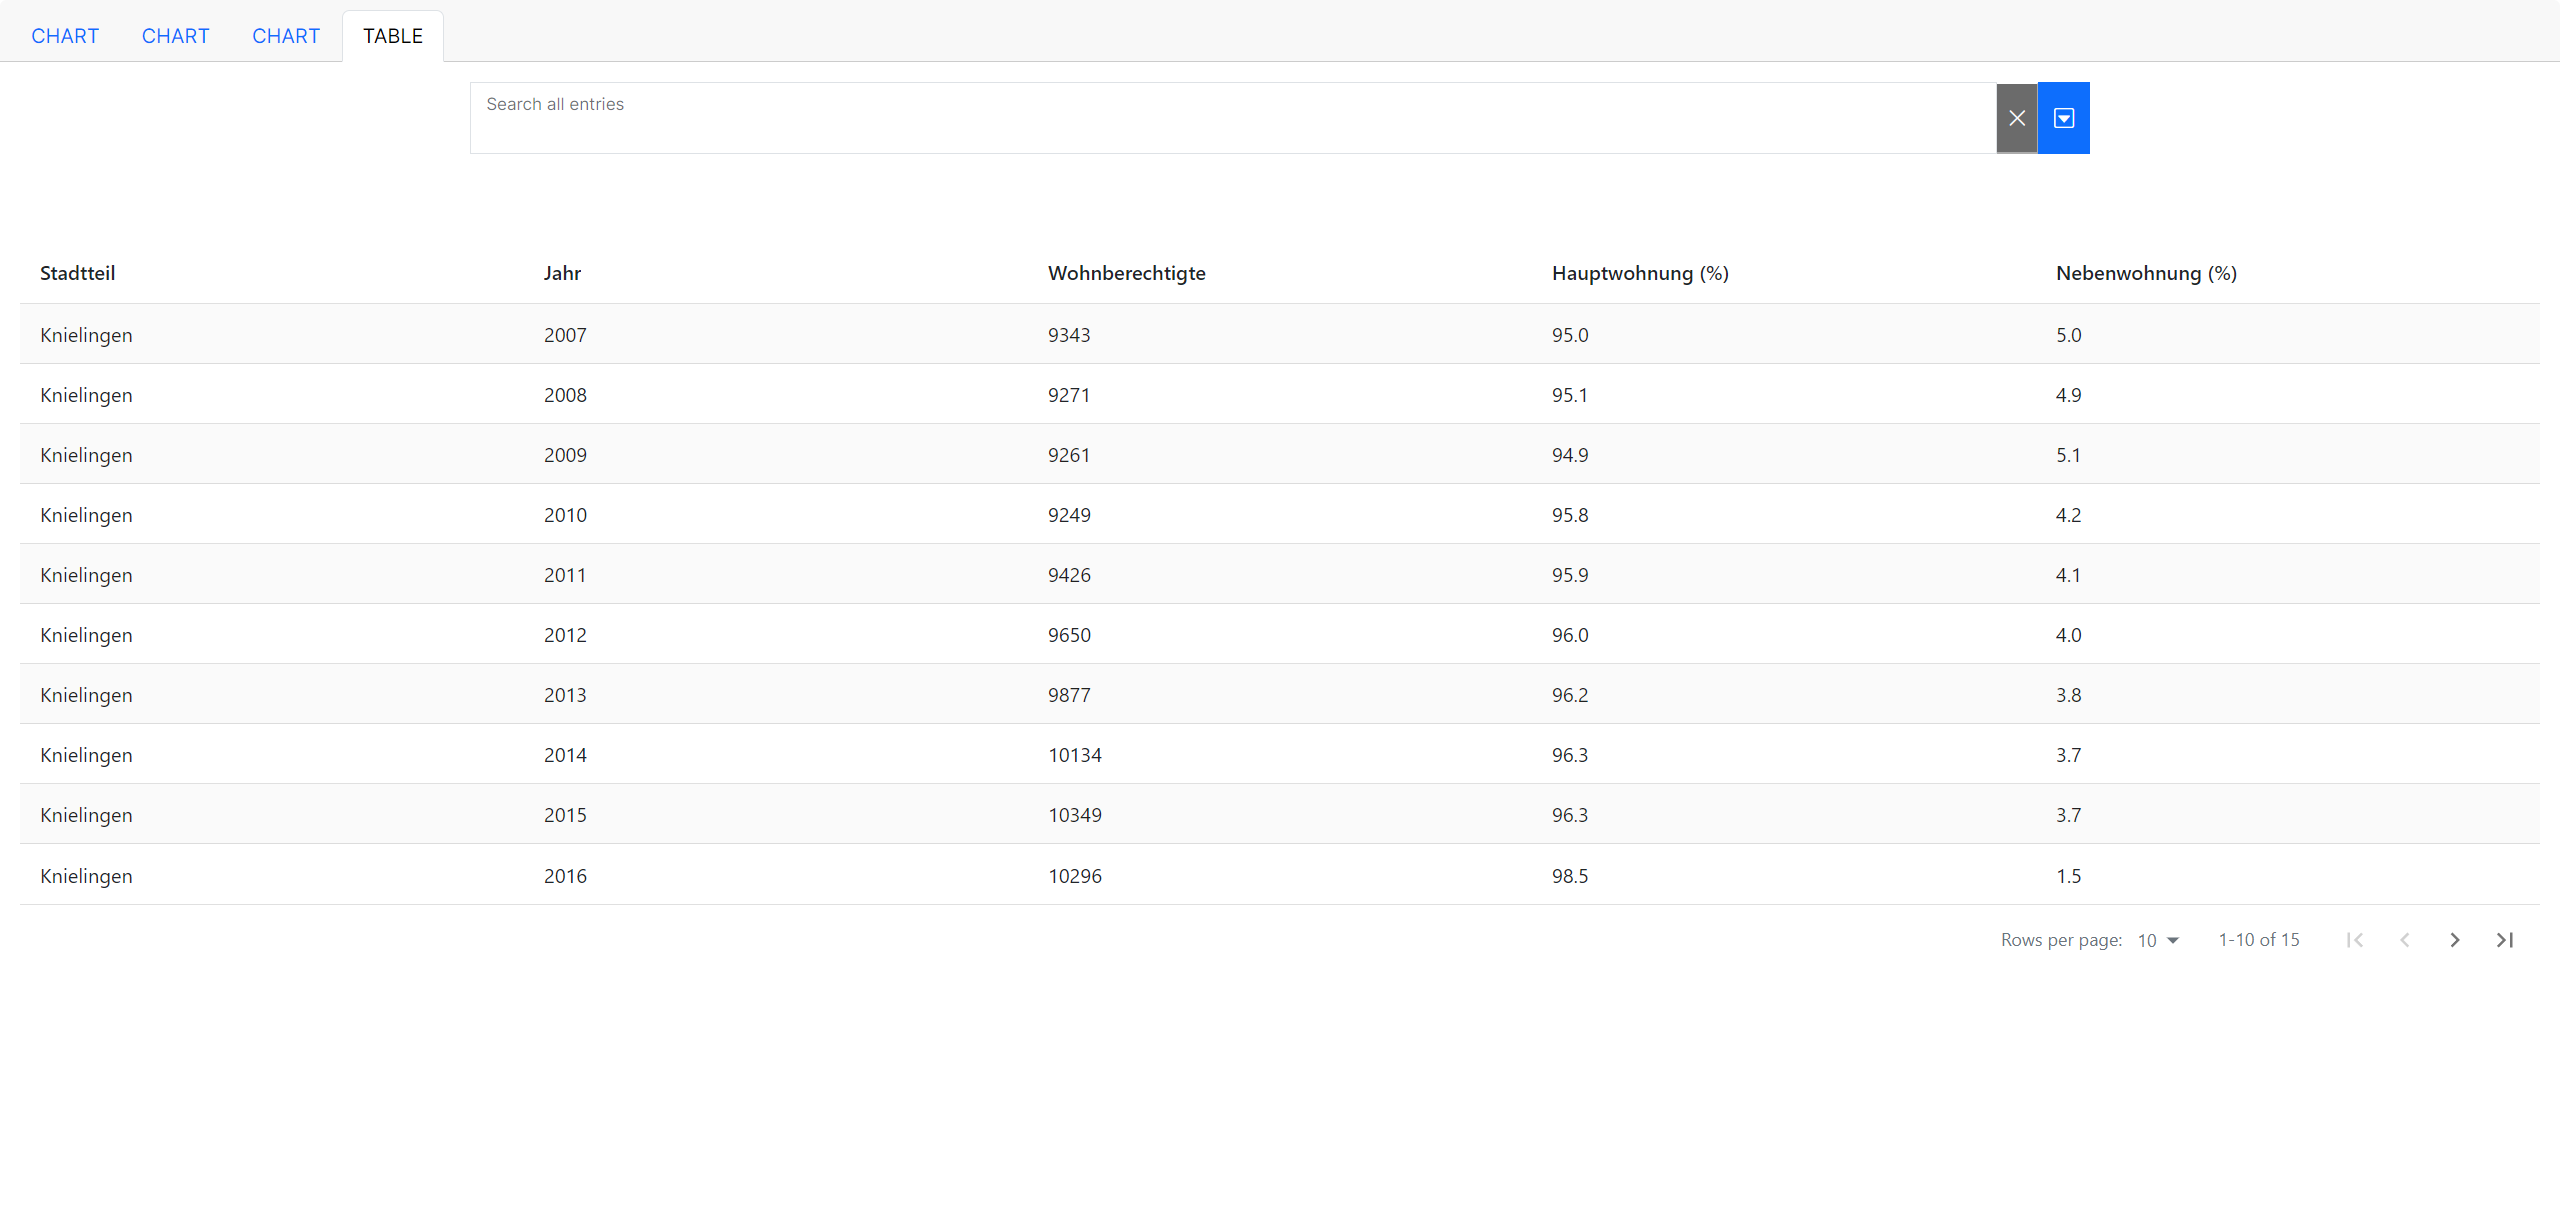 CHART CHART CHART TABLE
Search all entries
Stadtteil Jahr Wohnberechtigte Hauptwohnung (%) Nebenwohnung (%)
Knielingen 2007 9343 95.0 5.0
Knielingen 2008 9271 95.1 4.9
Knielingen 2009 9261 94.9 5.1
Knielingen 2010 9249 95.8 4.2
Knielingen 2011 9426 95.9 4.1
Knielingen 2012 9650 96.0 4.0
Knielingen 2013 9877 96.2 3.8
Knielingen 2014 10134 96.3 3.7
Knielingen 2015 10349 96.3 3.7
Knielingen 2016 10296 98.5 1.5
Rows per page: 10 1-10 of 15